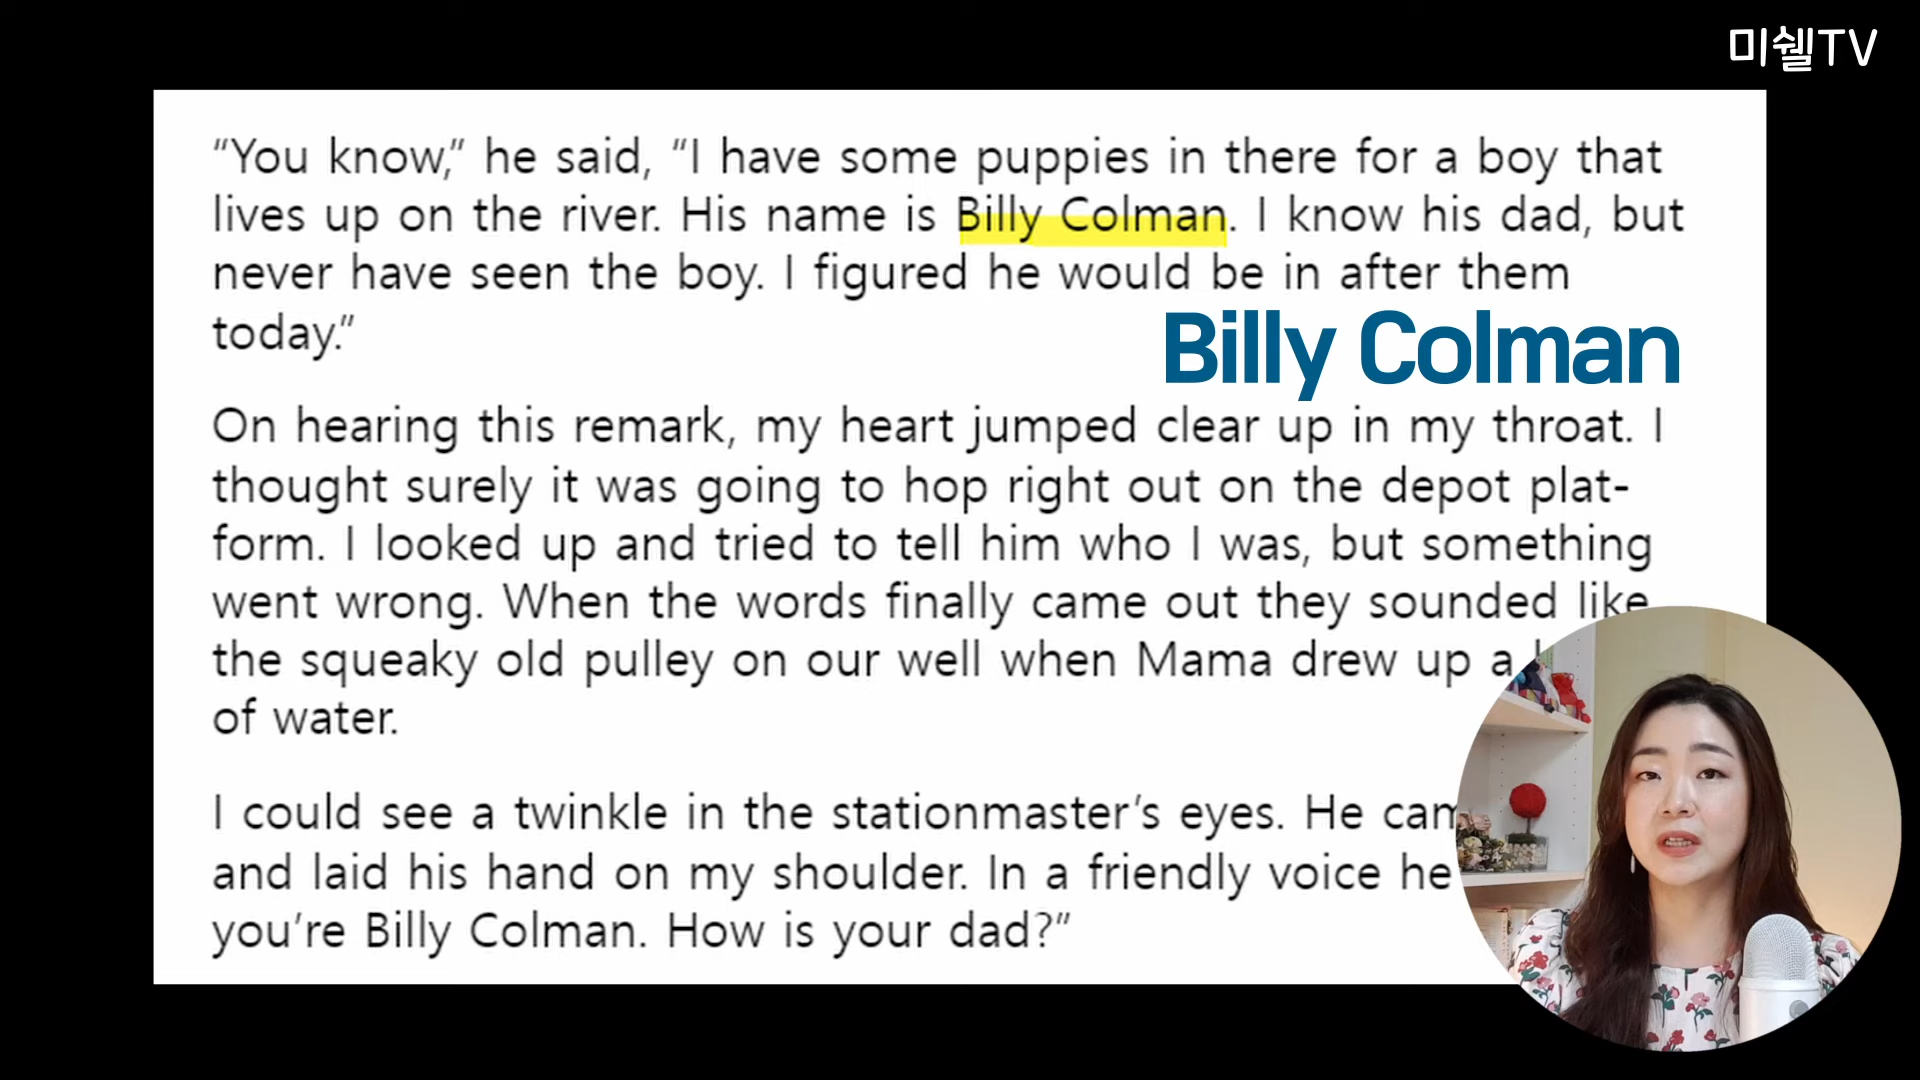 미쉘TV
“You know,” he said, “I have some puppies in there for a boy that
lives up on the river. His name is Billy Colman. I know his dad, but
never have seen the boy. I figured he would be in after them
today.”
Billy Colman
On hearing this remark, my heart jumped clear up in my throat. I
thought surely it was going to hop right out on the depot plat-
form. I looked up and tried to tell him who I was, but something
went wrong. When the words finally came out they sounded like
the squeaky old pulley on our well when Mama drew up a
of water.
I could see a twinkle in the stationmaster’s eyes. He
and laid his hand on my shoulder. In a friendly voice he
you’re Billy Colman. How is your dad?”